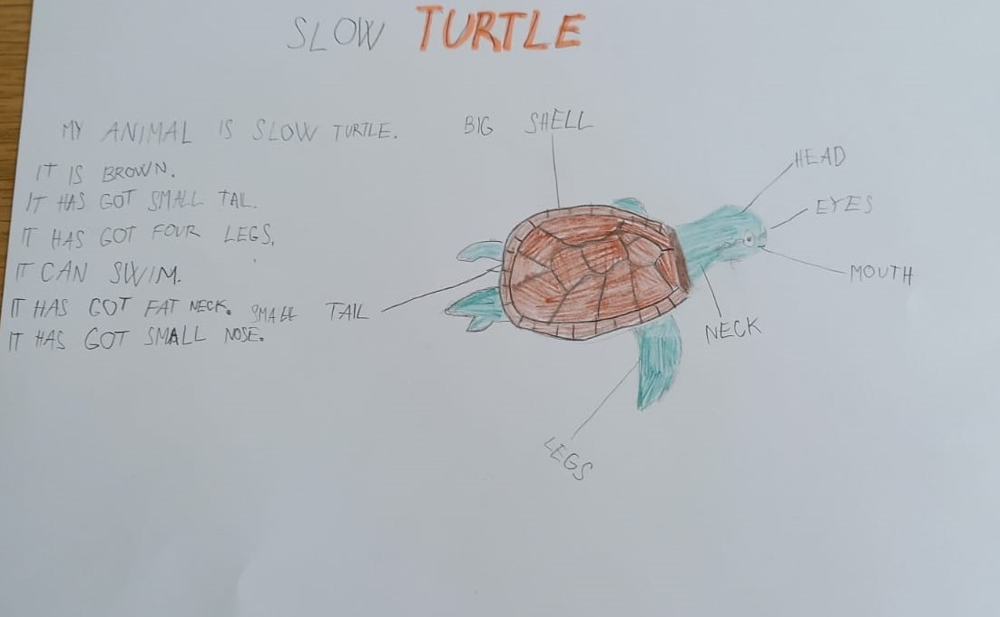 SLOW TURTLE
MY ANIMAL IS SLOW TURTLE.
IT IS BROWN.
IT HAS GOT SMALL TAIL.
IT HAS GOT FOUR LEGS.
IT CAN SWIM.
IT HAS GOT FAT NECK.
IT HAS GOT SMALL NOSE.
BIG SHELL
HEAD
EYES
MOUTH
NECK
SMALL TAIL
LEGS